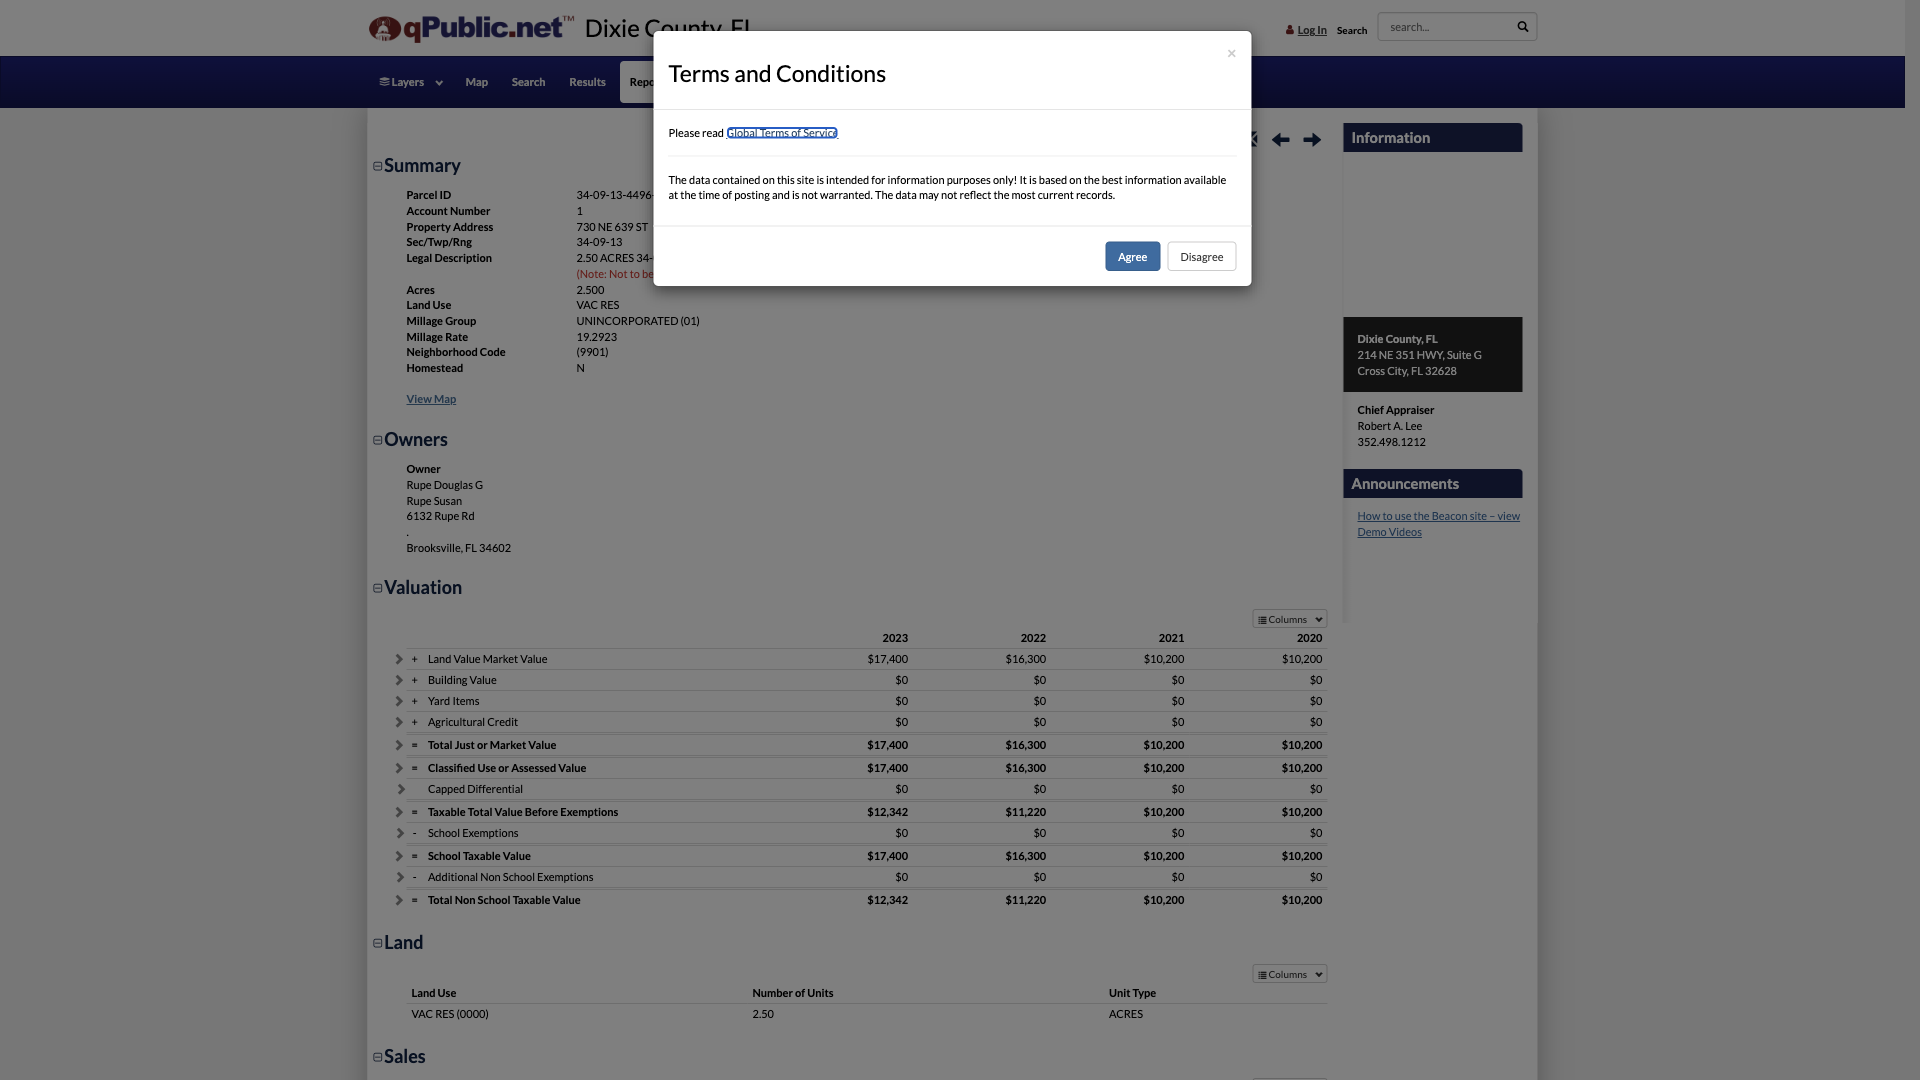 qPublic.net™ Dixie County, FL
Log In Search search...
Layers Map Search Results
Terms and Conditions
×
Please read Global Terms of Service
The data contained on this site is intended for information purposes only! It is based on the best information available
at the time of posting and is not warranted. The data may not reflect the most current records.
Agree Disagree
Summary
Parcel ID 34-09-13-4496-
Account Number 1
Property Address 730 NE 639 ST
Sec/Twp/Rng 34-09-13
Legal Description 2.50 ACRES 34-
(Note: Not to be
Acres 2.500
Land Use VAC RES
Millage Group UNINCORPORATED (01)
Millage Rate 19.2923
Neighborhood Code (9901)
Homestead N
View Map
Owners
Owner
Rupe Douglas G
Rupe Susan
6132 Rupe Rd
.
Brooksville, FL 34602
Valuation
Columns
2023 2022 2021 2020
+ Land Value Market Value $17,400 $16,300 $10,200 $10,200
+ Building Value $0 $0 $0 $0
+ Yard Items $0 $0 $0 $0
+ Agricultural Credit $0 $0 $0 $0
= Total Just or Market Value $17,400 $16,300 $10,200 $10,200
= Classified Use or Assessed Value $17,400 $16,300 $10,200 $10,200
Capped Differential $0 $0 $0 $0
= Taxable Total Value Before Exemptions $12,342 $11,220 $10,200 $10,200
- School Exemptions $0 $0 $0 $0
= School Taxable Value $17,400 $16,300 $10,200 $10,200
- Additional Non School Exemptions $0 $0 $0 $0
= Total Non School Taxable Value $12,342 $11,220 $10,200 $10,200
Land
Columns
Land Use Number of Units Unit Type
VAC RES (0000) 2.50 ACRES
Sales
Information
Dixie County, FL
214 NE 351 HWY, Suite G
Cross City, FL 32628
Chief Appraiser
Robert A. Lee
352.498.1212
Announcements
How to use the Beacon site – view
Demo Videos